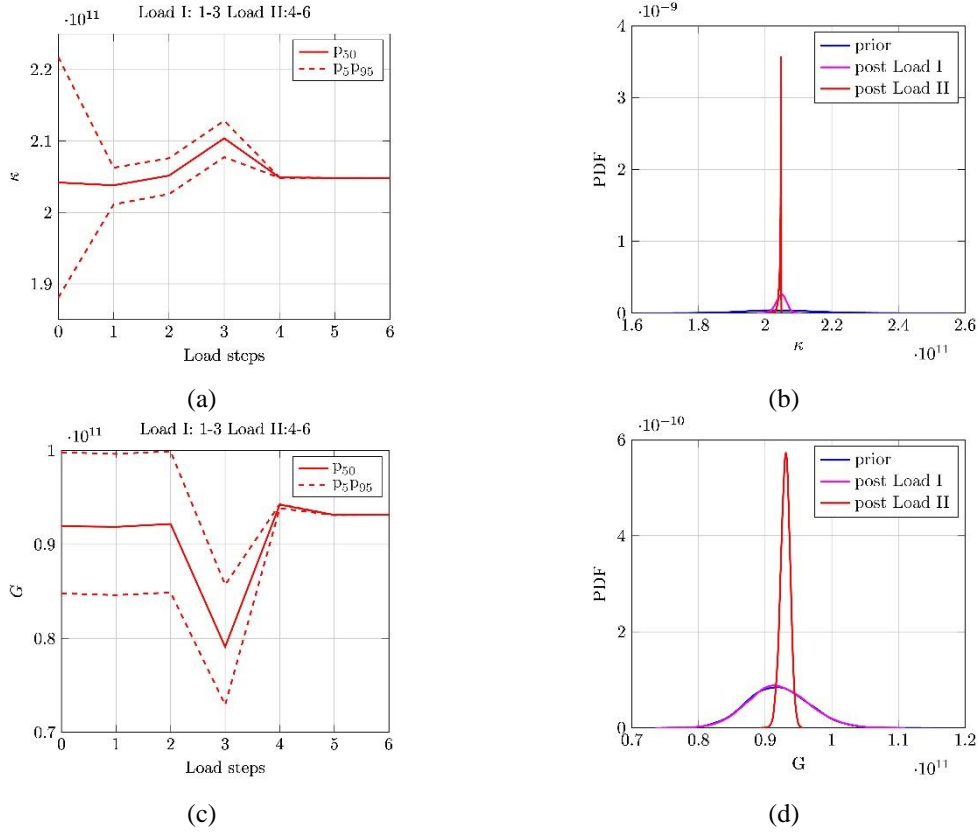 ·10¹¹
Load I: 1-3 Load II:4-6
2.2
2.1
2
1.9
κ
p₅₀
p₅p₉₅
0 1 2 3 4 5 6
Load steps
(a)
·10⁻⁹
4
3
2
1
0
PDF
prior
post Load I
post Load II
1.6 1.8 2 2.2 2.4 2.6
κ
·10¹¹
(b)
·10¹¹
Load I: 1-3 Load II:4-6
1
0.9
0.8
0.7
G
p₅₀
p₅p₉₅
0 1 2 3 4 5 6
Load steps
(c)
·10⁻¹⁰
6
4
2
0
PDF
prior
post Load I
post Load II
0.7 0.8 0.9 1 1.1 1.2
G
·10¹¹
(d)